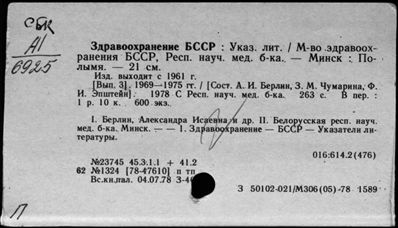 СБК
А1
6925
Здравоохранение БССР : Указ. лит. / М-во здравоох-
ранения БССР, Респ. науч. мед. б-ка. — Минск : По-
лымя. — 21 см.
Изд. выходит с 1961 г.
[Вып. 3]. 1969—1975 гг. / [Сост. А. И. Берлин, З. М. Чумарина, Ф.
И. Эпштейн]. 1978 С Респ. науч. мед. б-ка. 263 с. В пер. :
1 р. 10 к. 600 экз.
I. Берлин, Александра Исаевна и др. II. Белорусская респ. науч.
мед. б-ка. Минск. — — 1. Здравоохранение — БССР — Указатели ли-
тературы.
016:614.2(476)
№23745 45.3:1.1 + 41.2
62 №1324 [78-47610] п тп
Вс.кн.пал. 04.07.78
З 50102-021/М306(05)-78 1589
П